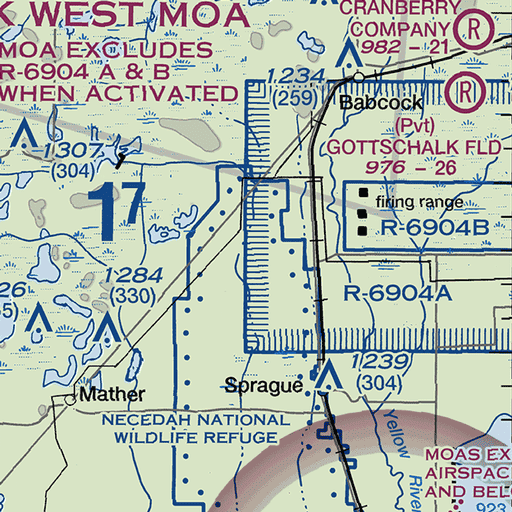 K WEST MOA
MOA EXCLUDES
R-6904 A & B
WHEN ACTIVATED
CRANBERRY
COMPANY
982 - 21
R
1234
(259)
Babcock
R
(Pvt)
GOTTSCHALK FLD
976 - 26
1307
(304)
firing range
R-6904B
17
1284
(330)
R-6904A
26
5)
1239
(304)
Mather
Sprague
NECEDAH NATIONAL
WILDLIFE REFUGE
Yellow
River
MOAS EX
AIRSPAC
AND BEL
923